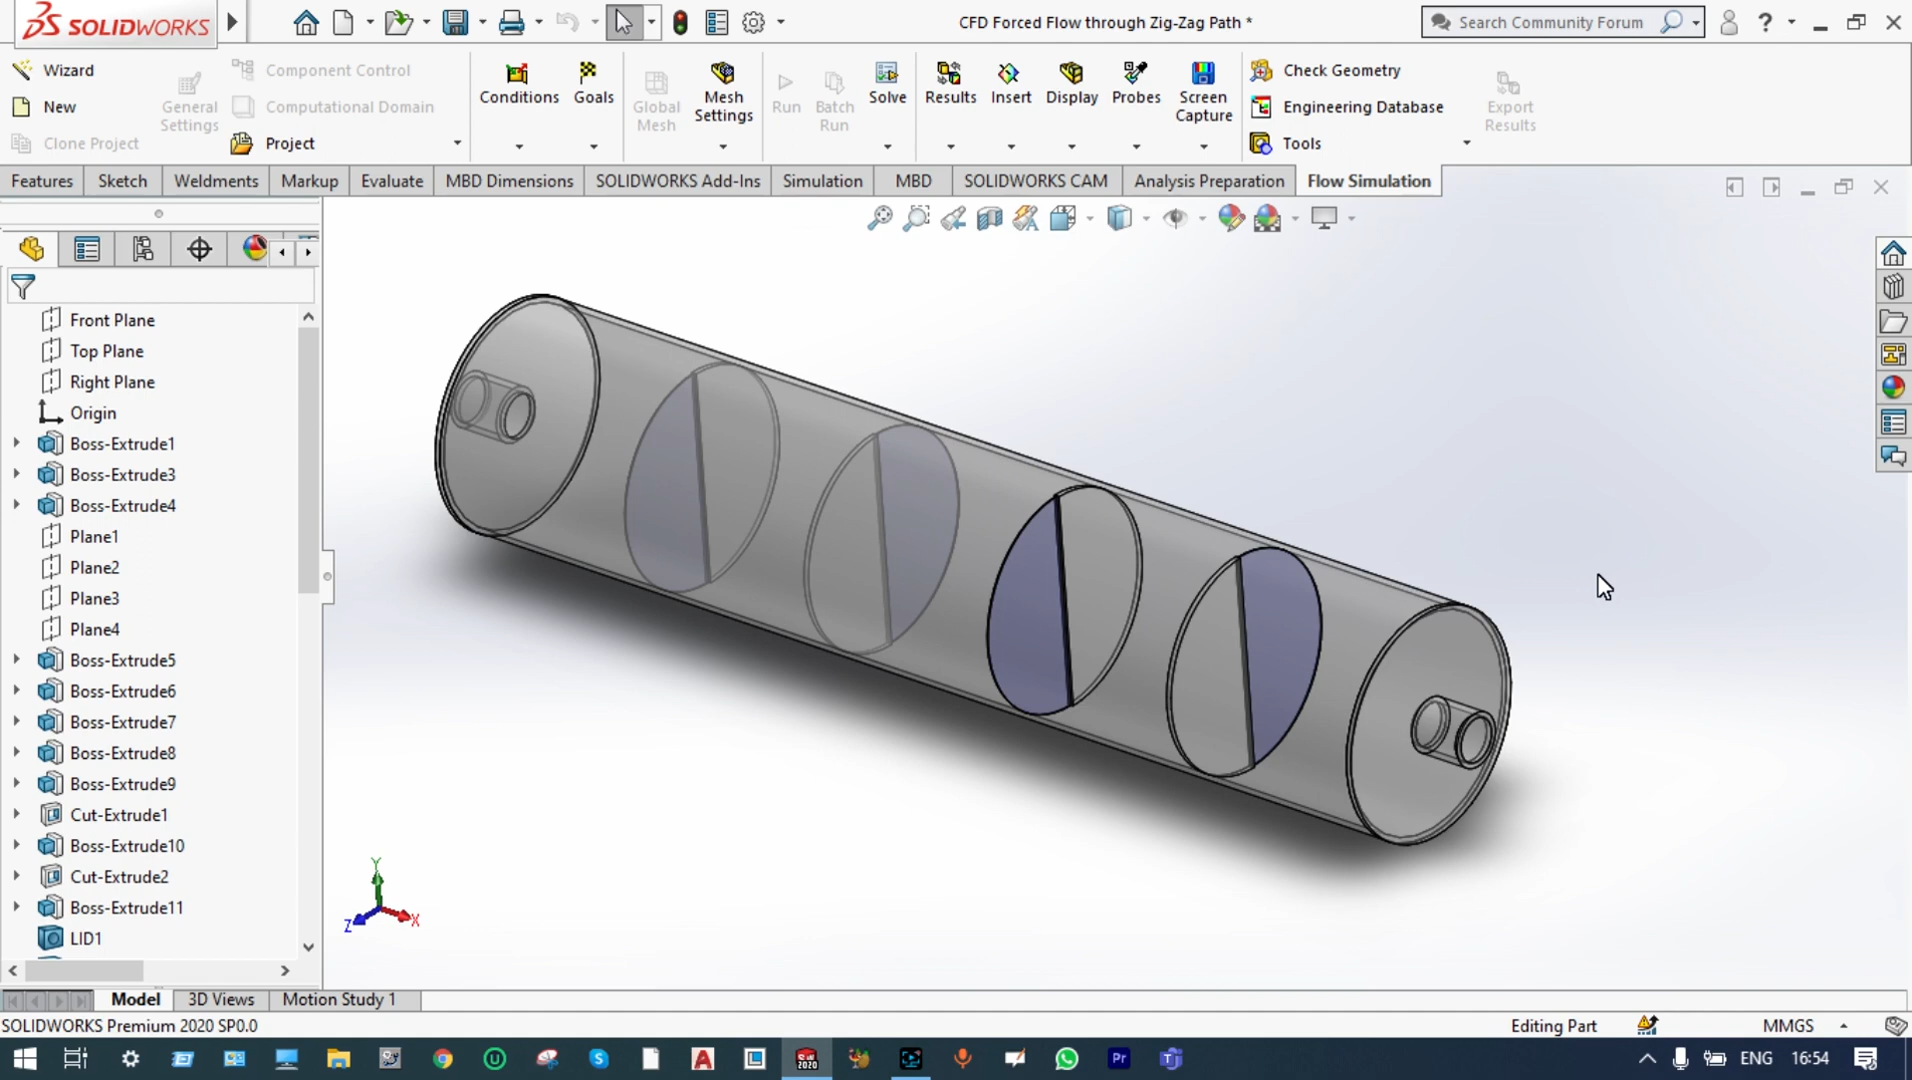 SOLIDWORKS
CFD Forced Flow through Zig-Zag Path *
Search Community Forum
?
Wizard
New
Clone Project
General Settings
Component Control
Computational Domain
Project
Conditions
Goals
Global Mesh
Mesh Settings
Run
Batch Run
Solve
Results
Insert
Display
Probes
Screen Capture
Check Geometry
Engineering Database
Tools
Export Results
Features
Sketch
Weldments
Markup
Evaluate
MBD Dimensions
SOLIDWORKS Add-Ins
Simulation
MBD
SOLIDWORKS CAM
Analysis Preparation
Flow Simulation
Front Plane
Top Plane
Right Plane
Origin
Boss-Extrude1
Boss-Extrude3
Boss-Extrude4
Plane1
Plane2
Plane3
Plane4
Boss-Extrude5
Boss-Extrude6
Boss-Extrude7
Boss-Extrude8
Boss-Extrude9
Cut-Extrude1
Boss-Extrude10
Cut-Extrude2
Boss-Extrude11
LID1
Y
Z
X
Model
3D Views
Motion Study 1
SOLIDWORKS Premium 2020 SP0.0
Editing Part
MMGS
ENG
16:54